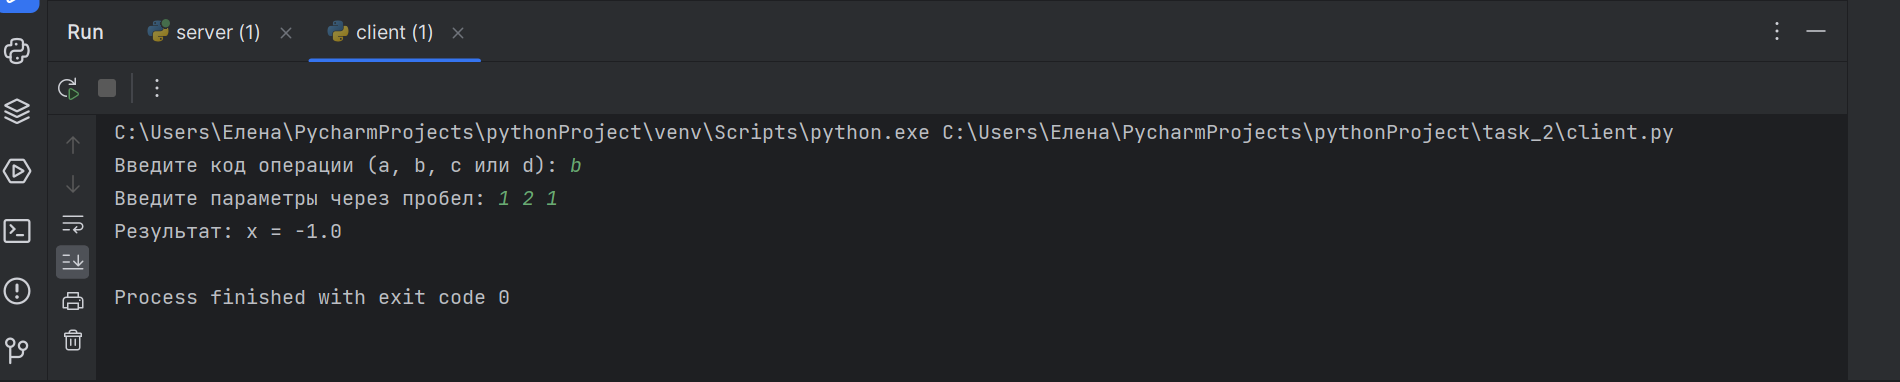 Run server (1) client (1)
C:\Users\Елена\PycharmProjects\pythonProject\venv\Scripts\python.exe C:\Users\Елена\PycharmProjects\pythonProject\task_2\client.py
Введите код операции (a, b, c или d): b
Введите параметры через пробел: 1 2 1
Результат: x = -1.0
Process finished with exit code 0